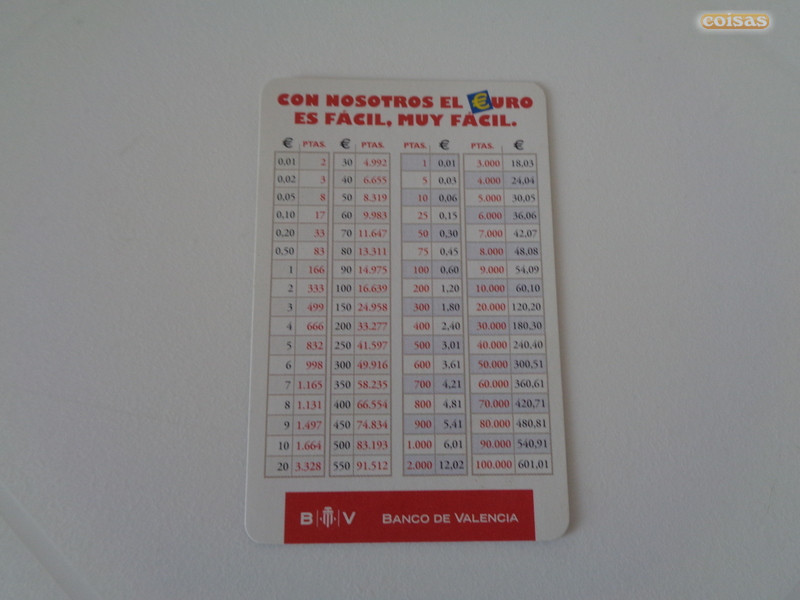 coisas
CON NOSOTROS EL €URO
ES FÁCIL, MUY FÁCIL.
€ PTAS. € PTAS. PTAS. € PTAS. €
0,01 2 30 4.992 1 0,01 3.000 18,03
0,02 3 40 6.655 5 0,03 4.000 24,04
0,05 8 50 8.319 10 0,06 5.000 30,05
0,10 17 60 9.983 25 0,15 6.000 36,06
0,20 33 70 11.647 50 0,30 7.000 42,07
0,50 83 80 13.311 75 0,45 8.000 48,08
1 166 90 14.975 100 0,60 9.000 54,09
2 333 100 16.639 200 1,20 10.000 60,10
3 499 150 24.958 300 1,80 20.000 120,20
4 666 200 33.277 400 2,40 30.000 180,30
5 832 250 41.597 500 3,01 40.000 240,40
6 998 300 49.916 600 3,61 50.000 300,51
7 1.165 350 58.235 700 4,21 60.000 360,61
8 1.131 400 66.554 800 4,81 70.000 420,71
9 1.497 450 74.834 900 5,41 80.000 480,81
10 1.664 500 83.193 1.000 6,01 90.000 540,91
20 3.328 550 91.512 2.000 12,02 100.000 601,01
B V BANCO DE VALENCIA